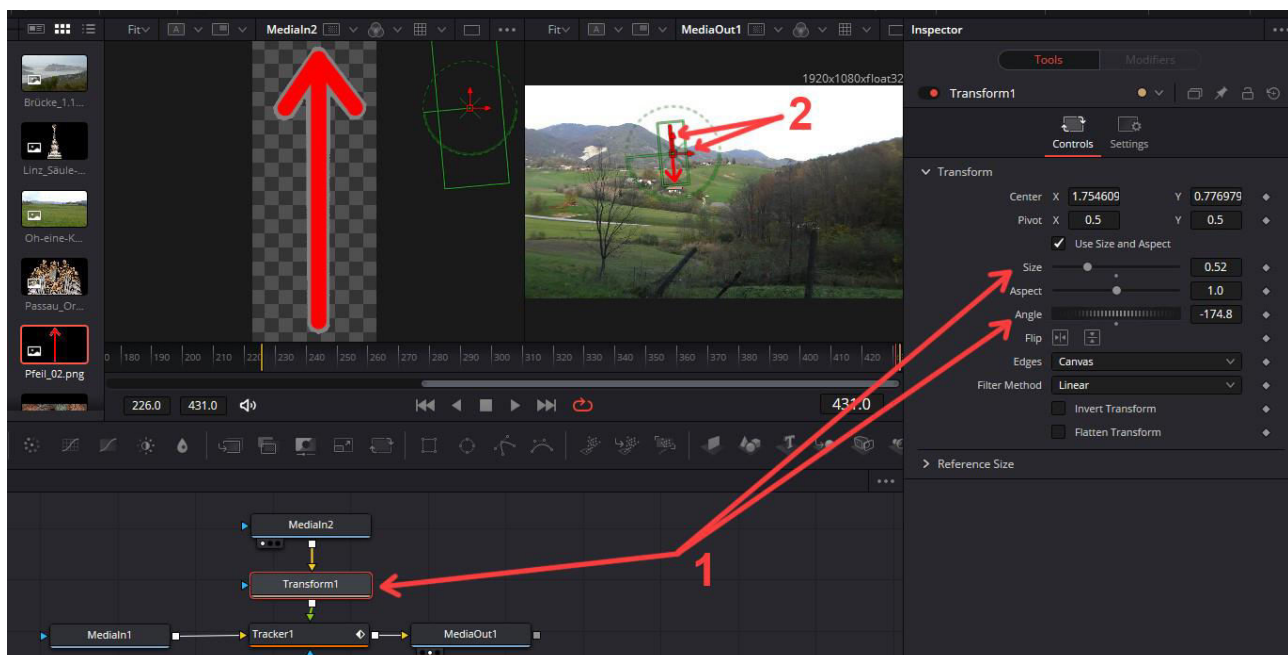 Fit
A
MediaIn2
Fit
A
MediaOut1
Inspector
Tools
Modifiers
Brücke_1.1...
1920x1080xfloat32
2
Transform1
Linz_Säule-...
Controls
Settings
Transform
Center X 1.754609 Y 0.776979
Pivot X 0.5 Y 0.5
Oh-eine-K...
Use Size and Aspect
Size 0.52
Passau_Or...
Aspect 1.0
Angle -174.8
Flip
Pfeil_02.png
0 180 190 200 210 220 230 240 250 260 270 280 290 300 310 320 330 340 350 360 370 380 390 400 410 420
Edges Canvas
Filter Method Linear
226.0 431.0 431.0
Invert Transform
Flatten Transform
Reference Size
MediaIn2
1
Transform1
MediaIn1
Tracker1
MediaOut1